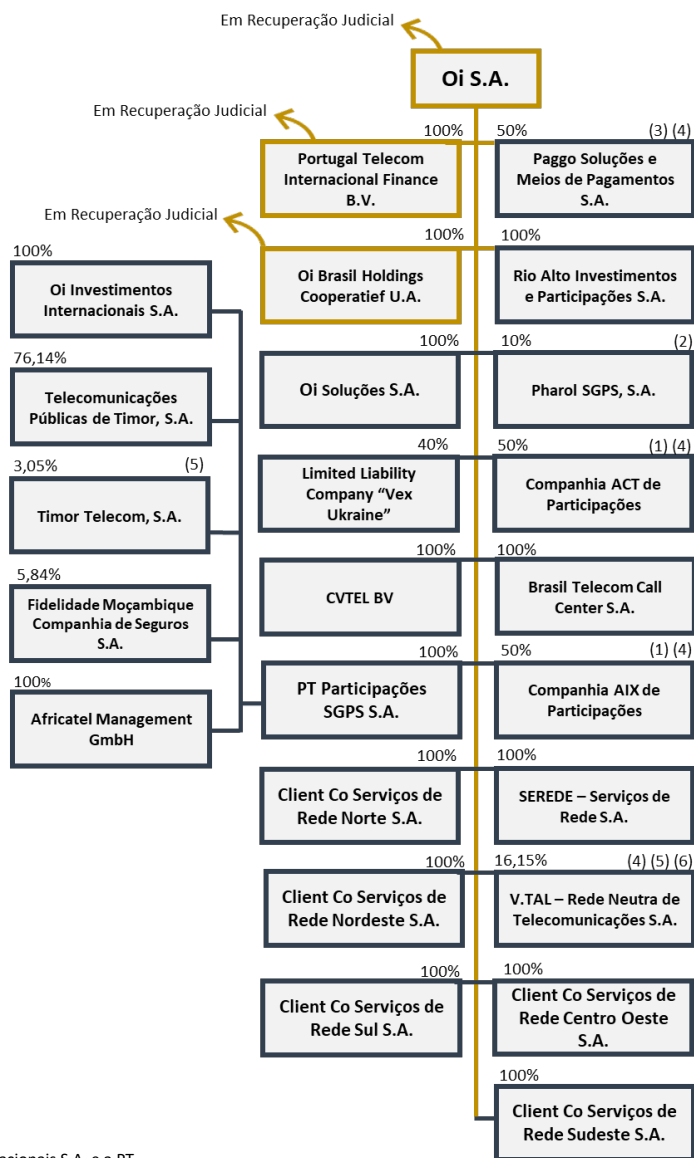 Em Recuperação Judicial
Oi S.A.
Em Recuperação Judicial
100%
Portugal Telecom
Internacional Finance
B.V.
50%
(3) (4)
Paggo Soluções e
Meios de Pagamentos
S.A.
Em Recuperação Judicial
100%
Oi Brasil Holdings
Cooperatief U.A.
100%
Rio Alto Investimentos
e Participações S.A.
100%
Oi Investimentos
Internacionais S.A.
100%
Oi Soluções S.A.
10%
(2)
Pharol SGPS, S.A.
76,14%
Telecomunicações
Públicas de Timor, S.A.
40%
Limited Liability
Company “Vex
Ukraine”
50%
(1) (4)
Companhia ACT de
Participações
3,05%
(5)
Timor Telecom, S.A.
100%
CVTEL BV
100%
Brasil Telecom Call
Center S.A.
5,84%
Fidelidade Moçambique
Companhia de Seguros
S.A.
100%
PT Participações
SGPS S.A.
50%
(1) (4)
Companhia AIX de
Participações
100%
Africatel Management
GmbH
100%
Client Co Serviços de
Rede Norte S.A.
100%
SEREDE – Serviços de
Rede S.A.
100%
Client Co Serviços de
Rede Nordeste S.A.
16,15%
(4) (5) (6)
V.TAL – Rede Neutra de
Telecomunicações S.A.
100%
Client Co Serviços de
Rede Sul S.A.
100%
Client Co Serviços de
Rede Centro Oeste
S.A.
100%
Client Co Serviços de
Rede Sudeste S.A.